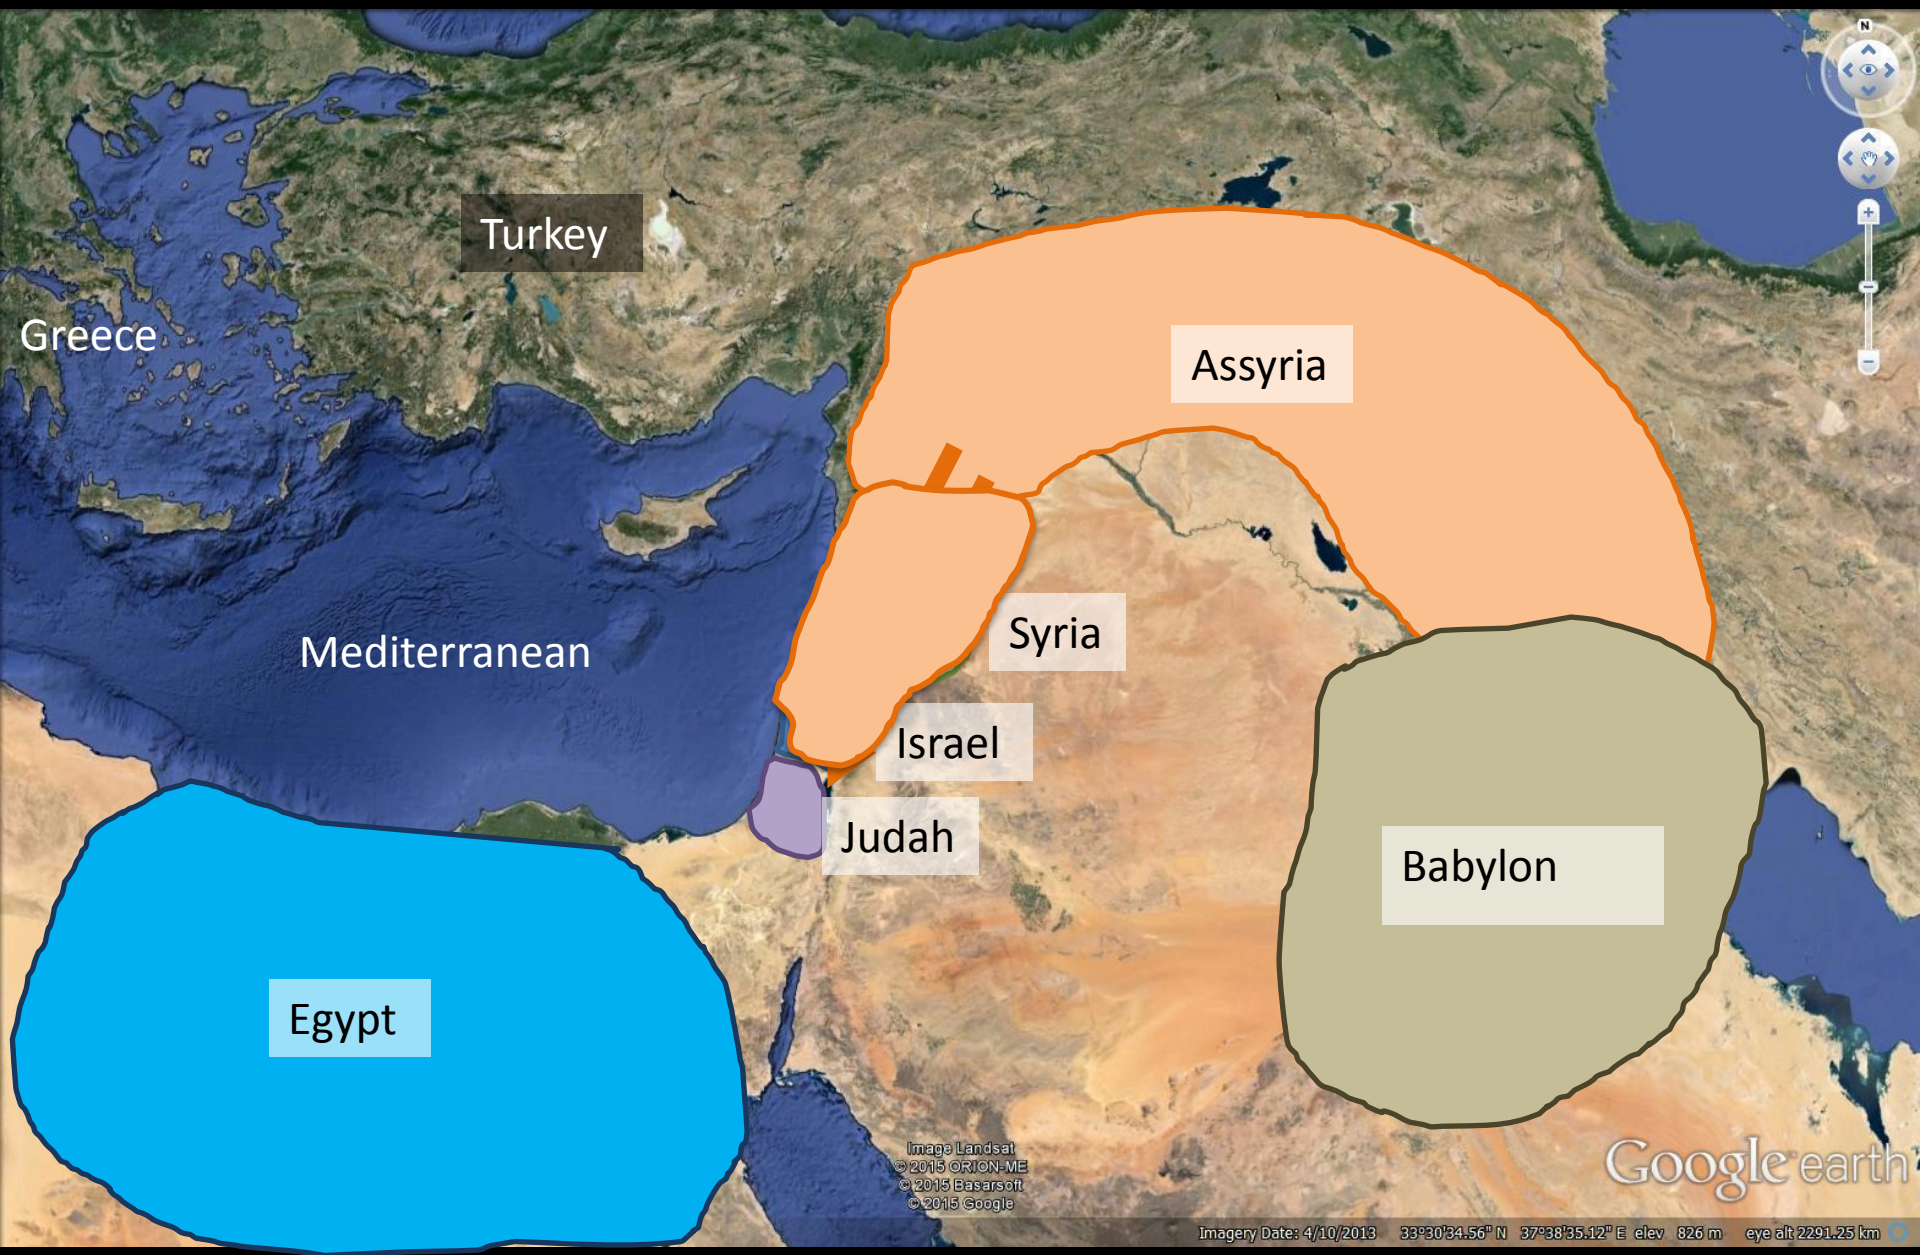 N
Turkey
Greece
Assyria
Syria
Mediterranean
Israel
Judah
Babylon
Egypt
Image Landsat
© 2015 ORION-ME
© 2015 Basarsoft
© 2015 Google
Google earth
Imagery Date: 4/10/2013 33°30'34.56" N 37°38'35.12" E elev 826 m eye alt 2291.25 km